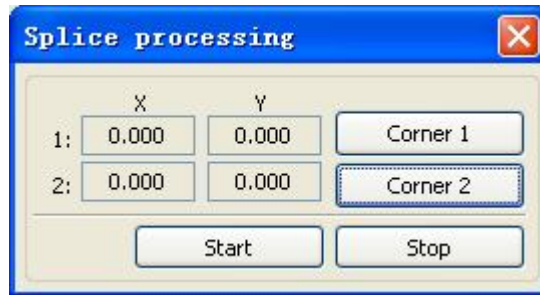 Splice processing
X Y
1: 0.000 0.000 Corner 1
2: 0.000 0.000 Corner 2
Start Stop